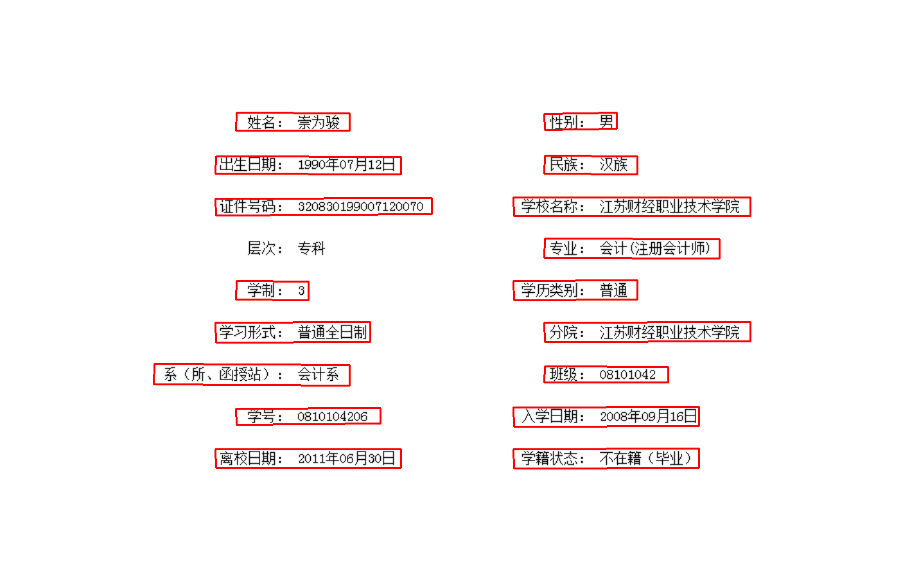 姓名： 崇为骏 性别： 男
出生日期： 1990年07月12日 民族： 汉族
证件号码： 320830199007120070 学校名称： 江苏财经职业技术学院
层次： 专科 专业： 会计(注册会计师)
学制： 3 学历类别： 普通
学习形式： 普通全日制 分院： 江苏财经职业技术学院
系（所、函授站）： 会计系 班级： 08101042
学号： 0810104206 入学日期： 2008年09月16日
离校日期： 2011年06月30日 学籍状态： 不在籍（毕业）